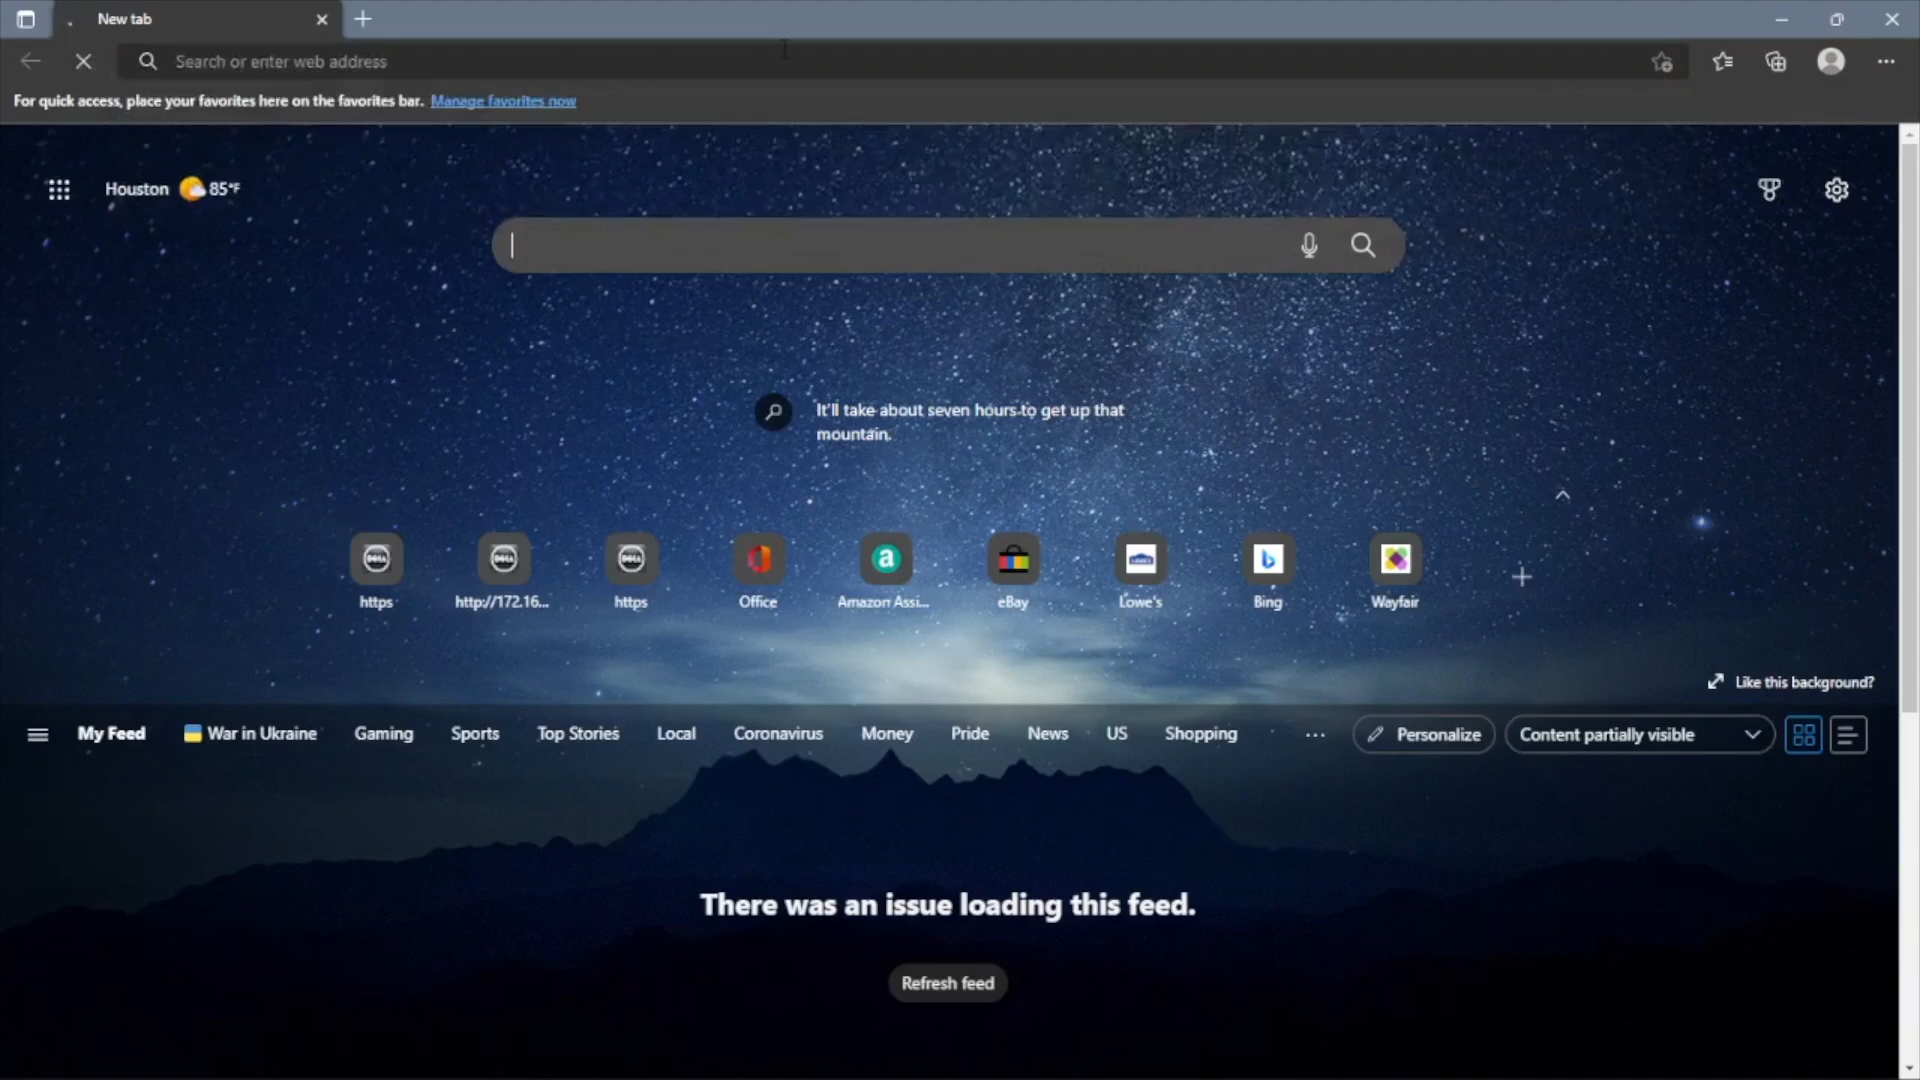 New tab
Search or enter web address
For quick access, place your favorites here on the favorites bar. Manage favorites now
Houston 85°F
It'll take about seven hours to get up that
mountain.
DELL DELL DELL a LOWE'S b
https http://172.16... https Office Amazon Assi... eBay Lowe's Bing Wayfair
Like this background?
My Feed War in Ukraine Gaming Sports Top Stories Local Coronavirus Money Pride News US Shopping ... Personalize Content partially visible
There was an issue loading this feed.
Refresh feed